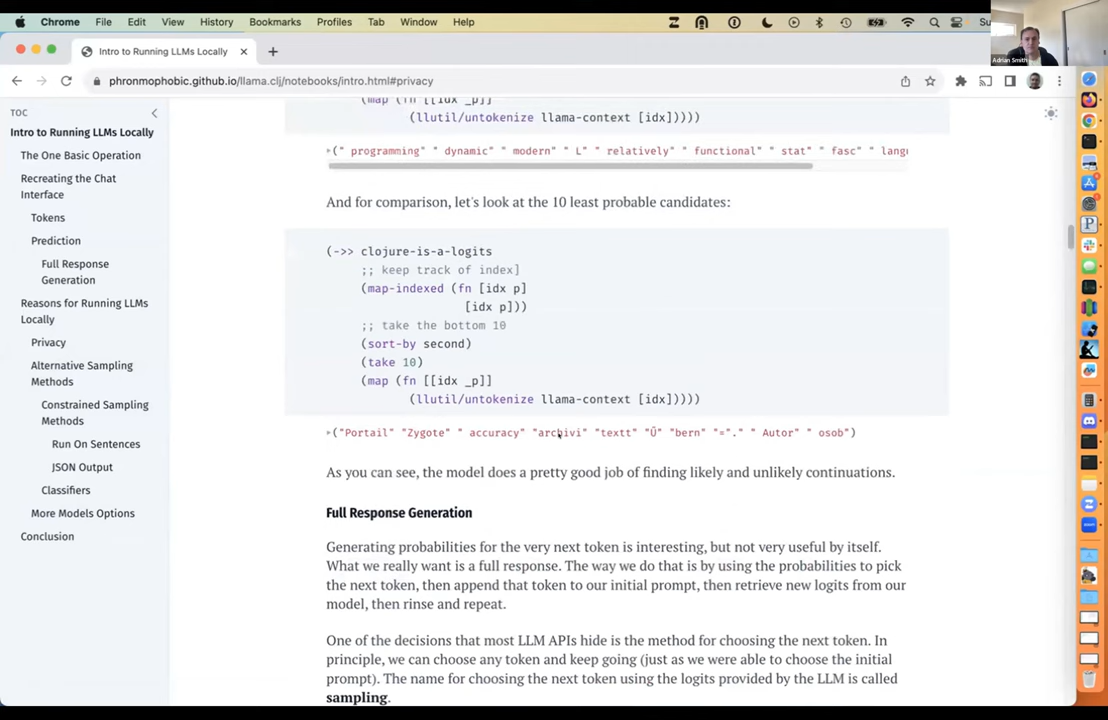 Chrome File Edit View History Bookmarks Profiles Tab Window Help
Adrian Smith
Intro to Running LLMs Locally
phronmophobic.github.io/llama.clj/notebooks/intro.html#privacy
TOC
Intro to Running LLMs Locally
The One Basic Operation
Recreating the Chat
Interface
Tokens
Prediction
Full Response
Generation
Reasons for Running LLMs
Locally
Privacy
Alternative Sampling
Methods
Constrained Sampling
Methods
Run On Sentences
JSON Output
Classifiers
More Models Options
Conclusion
(map (fn [[idx _p]]
(llutil/untokenize llama-context [idx]))))
(" programming" " dynamic" " modern" " L" " relatively" " functional" " stat" " fasc" " langu
And for comparison, let's look at the 10 least probable candidates:
(->> clojure-is-a-logits
;; keep track of index]
(map-indexed (fn [idx p]
[idx p]))
;; take the bottom 10
(sort-by second)
(take 10)
(map (fn [[idx _p]]
(llutil/untokenize llama-context [idx]))))
("Portail" "Zygote" " accuracy" "archivi" "textt" "Ű" "bern" "="." " Autor" " osob")
As you can see, the model does a pretty good job of finding likely and unlikely continuations.
Full Response Generation
Generating probabilities for the very next token is interesting, but not very useful by itself.
What we really want is a full response. The way we do that is by using the probabilities to pick
the next token, then append that token to our initial prompt, then retrieve new logits from our
model, then rinse and repeat.
One of the decisions that most LLM APIs hide is the method for choosing the next token. In
principle, we can choose any token and keep going (just as we were able to choose the initial
prompt). The name for choosing the next token using the logits provided by the LLM is called
sampling.